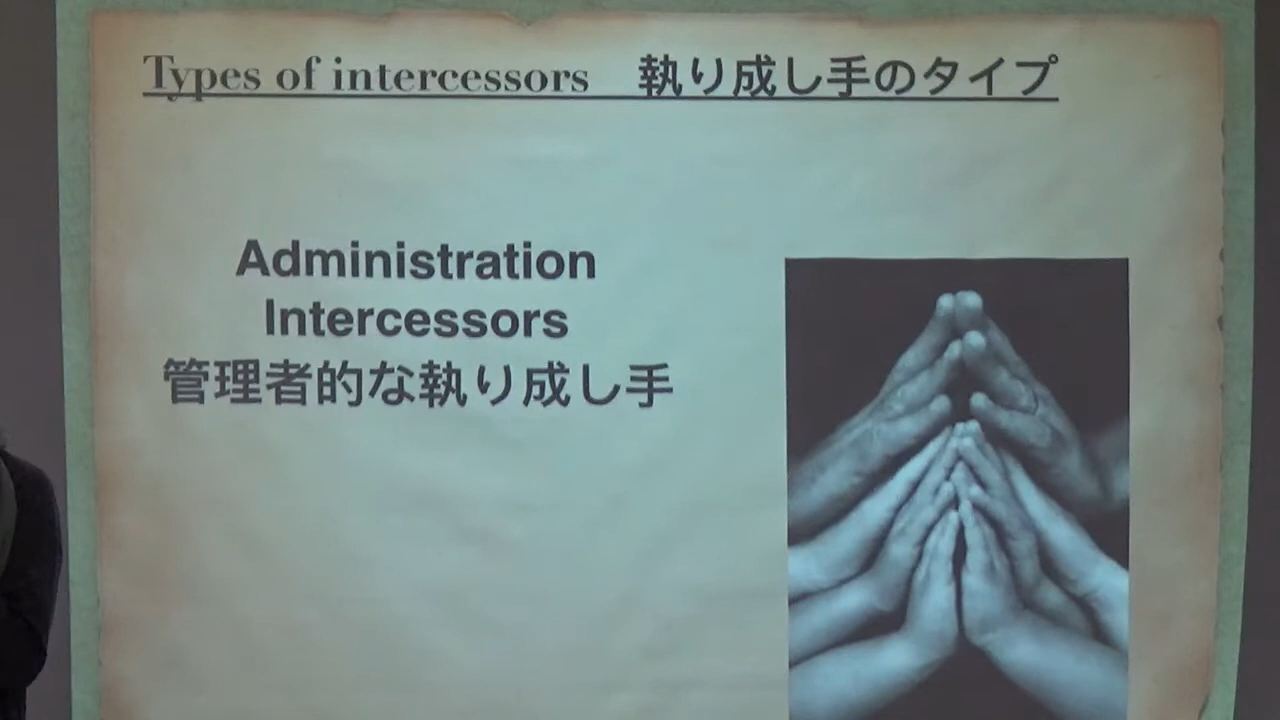 Types of intercessors 執り成し手のタイプ
Administration
Intercessors
管理者的な執り成し手